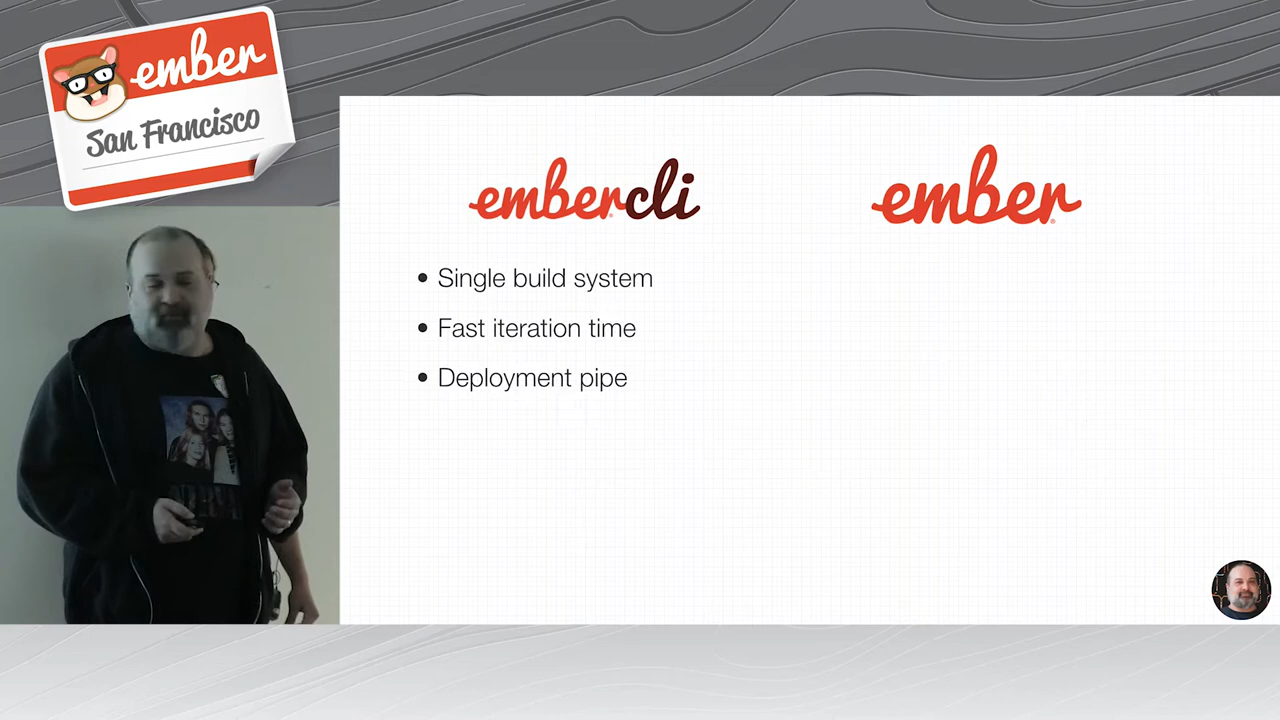 ember
San Francisco
embercli
ember
• Single build system
• Fast iteration time
• Deployment pipe